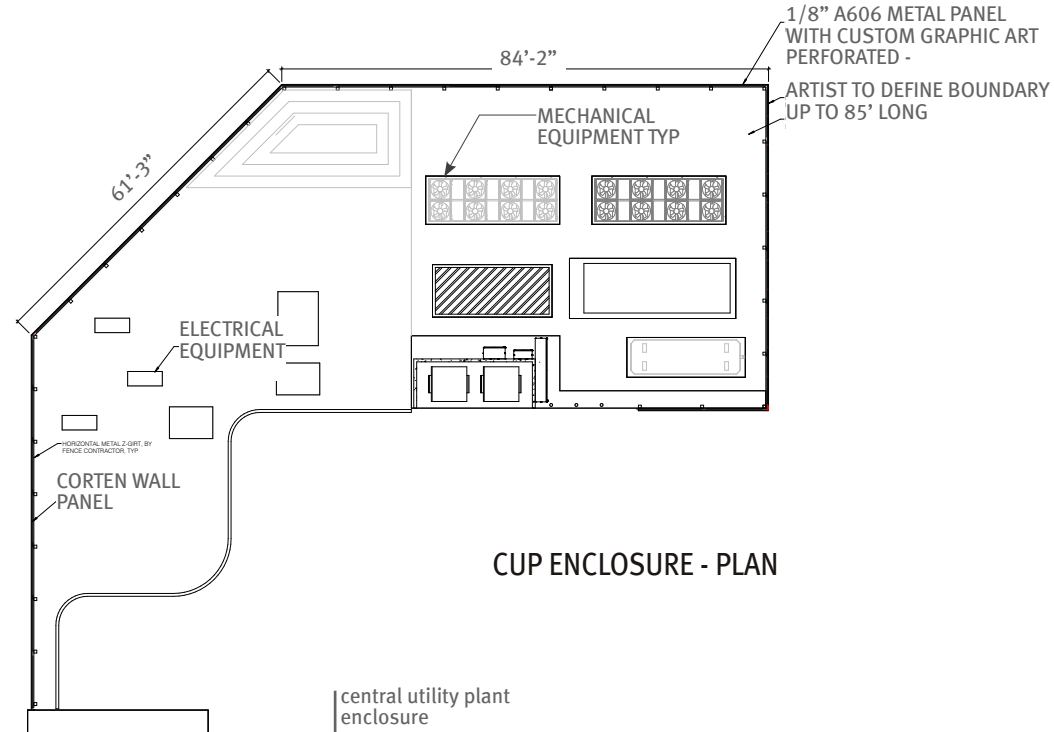 1/8” A606 METAL PANEL
WITH CUSTOM GRAPHIC ART
PERFORATED -
84’-2”
ARTIST TO DEFINE BOUNDARY
UP TO 85’ LONG
MECHANICAL
EQUIPMENT TYP
61’-3”
ELECTRICAL
EQUIPMENT
HORIZONTAL METAL Z-GIRT, BY
FENCE CONTRACTOR, TYP
CORTEN WALL
PANEL
CUP ENCLOSURE - PLAN
central utility plant
enclosure